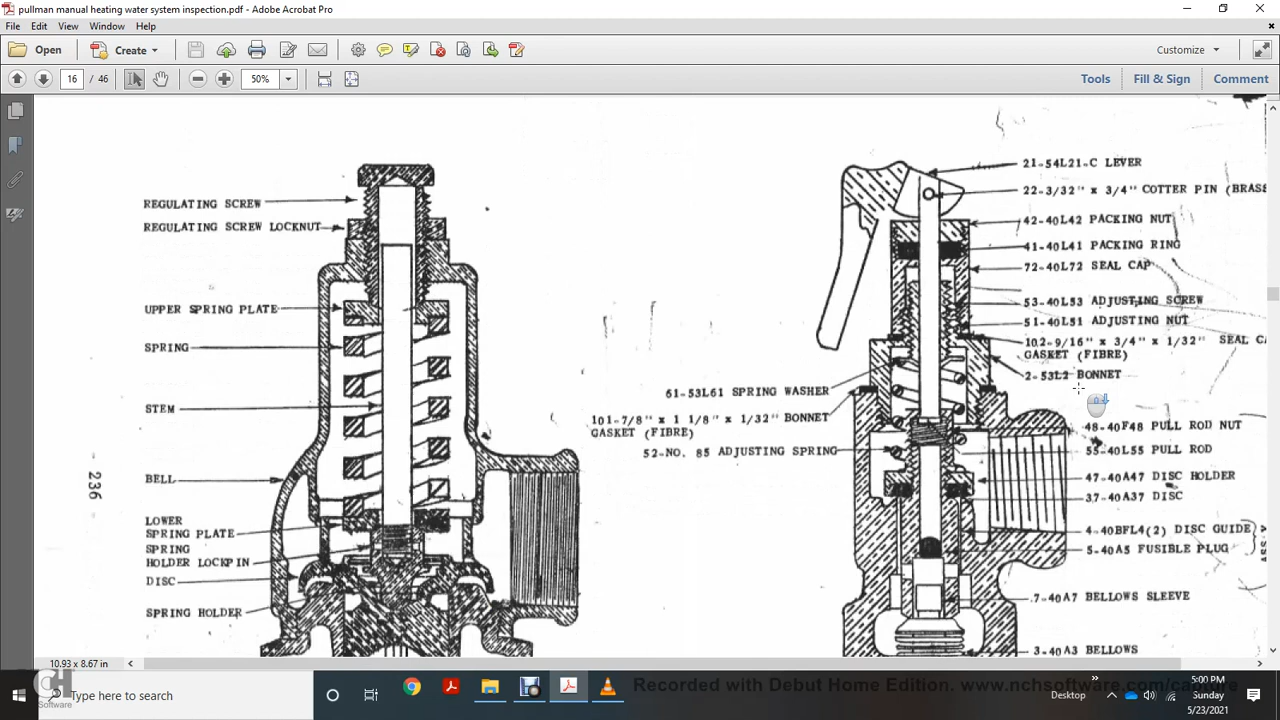 pullman manual heating water system inspection.pdf - Adobe Acrobat Pro
File Edit View Window Help
Open Create Customize
16 / 46 50% Tools Fill & Sign Comment
REGULATING SCREW
REGULATING SCREW LOCKNUT
UPPER SPRING PLATE
SPRING
STEM
BELL
LOWER
SPRING PLATE
SPRING
HOLDER LOCKPIN
DISC
SPRING HOLDER
236
21-54L21-C LEVER
22-3/32" x 3/4" COTTER PIN (BRAS
42-40L42 PACKING NUT
41-40L41 PACKING RING
72-40L72 SEAL CAP
53-40L53 ADJUSTING SCREW
51-40L51 ADJUSTING NUT
102-9/16" x 3/4" x 1/32" SEAL CA
GASKET (FIBRE)
2-53L2 BONNET
61-53L61 SPRING WASHER
101-7/8" x 1 1/8" x 1/32" BONNET
GASKET (FIBRE)
52-NO. 85 ADJUSTING SPRING
48-40F48 PULL ROD NUT
55-40L55 PULL ROD
47-40A47 DISC HOLDER
37-40A37 DISC
4-40BFL4(2) DISC GUIDE
5-40A5 FUSIBLE PLUG
7-40A7 BELLOWS SLEEVE
3-40A3 BELLOWS
10.93 x 8.67 in
Software
Type here to search
Recorded with Debut Home Edition. www.nchsoftware.com/capture
Desktop
5:00 PM
Sunday
5/23/2021